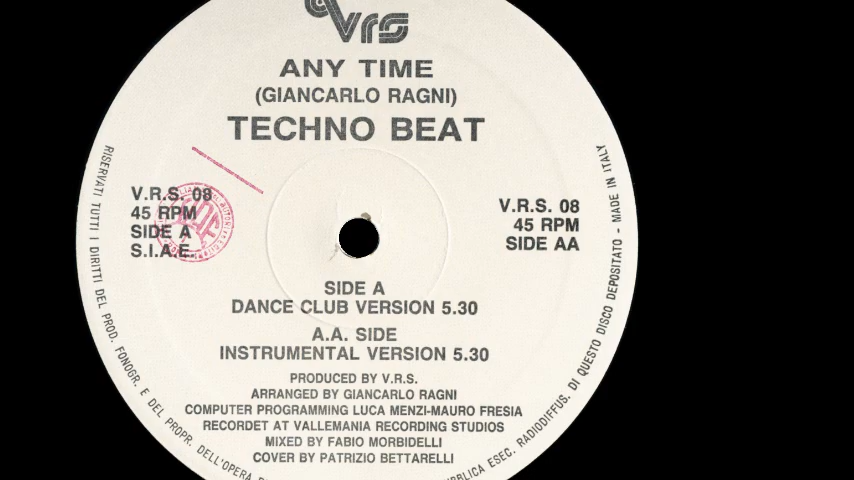 Vrs
ANY TIME
(GIANCARLO RAGNI)
TECHNO BEAT
V.R.S. 08
45 RPM
SIDE A
S.I.A.E.
V.R.S. 08
45 RPM
SIDE AA
SIDE A
DANCE CLUB VERSION 5.30
A.A. SIDE
INSTRUMENTAL VERSION 5.30
PRODUCED BY V.R.S.
ARRANGED BY GIANCARLO RAGNI
COMPUTER PROGRAMMING LUCA MENZI-MAURO FRESIA
RECORDET AT VALLEMANIA RECORDING STUDIOS
MIXED BY FABIO MORBIDELLI
COVER BY PATRIZIO BETTARELLI
RISERVATI TUTTI I DIRITTI DEL PROD. FONOGR. E DEL PROPR. DELL'OPERA
ESEC. RADIODIFFUS. DI QUESTO DISCO DEPOSITATO - MADE IN ITALY